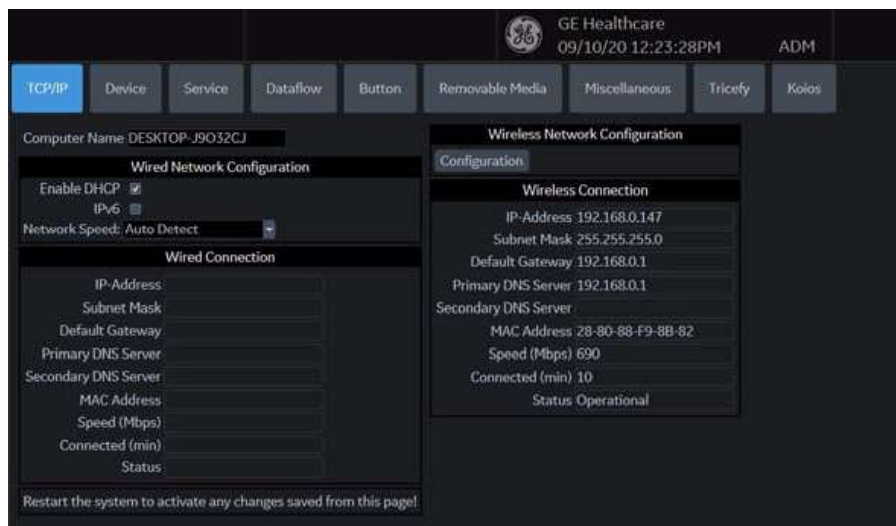 GE Healthcare
09/10/20 12:23:28PM ADM
TCP/IP Device Service Dataflow Button Removable Media Miscellaneous Tricefy Koios
Computer Name DESKTOP-J9O32CJ
Wired Network Configuration
Enable DHCP
IPv6
Network Speed: Auto Detect
Wired Connection
IP-Address
Subnet Mask
Default Gateway
Primary DNS Server
Secondary DNS Server
MAC Address
Speed (Mbps)
Connected (min)
Status
Restart the system to activate any changes saved from this page!
Wireless Network Configuration
Configuration
Wireless Connection
IP-Address 192.168.0.147
Subnet Mask 255.255.255.0
Default Gateway 192.168.0.1
Primary DNS Server 192.168.0.1
Secondary DNS Server
MAC Address 28-80-88-F9-8B-82
Speed (Mbps) 690
Connected (min) 10
Status Operational